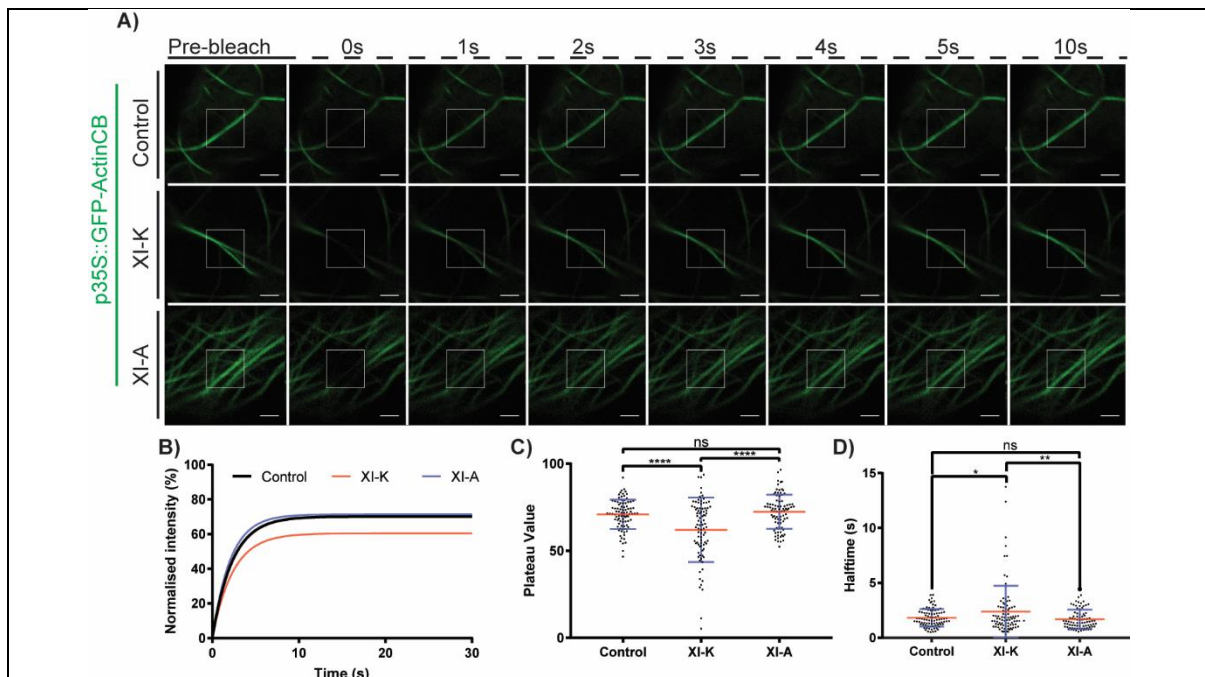 A)
Pre-bleach 0s 1s 2s 3s 4s 5s 10s
p35S::GFP-ActinCB
Control
XI-K
XI-A
B)
Control XI-K XI-A
Normalised intensity (%)
100
80
60
40
20
0
0 10 20 30
Time (s)
C)
ns
**** ****
Plateau Value
100
50
0
Control XI-K XI-A
D)
ns
* **
Halftime (s)
15
10
5
0
Control XI-K XI-A